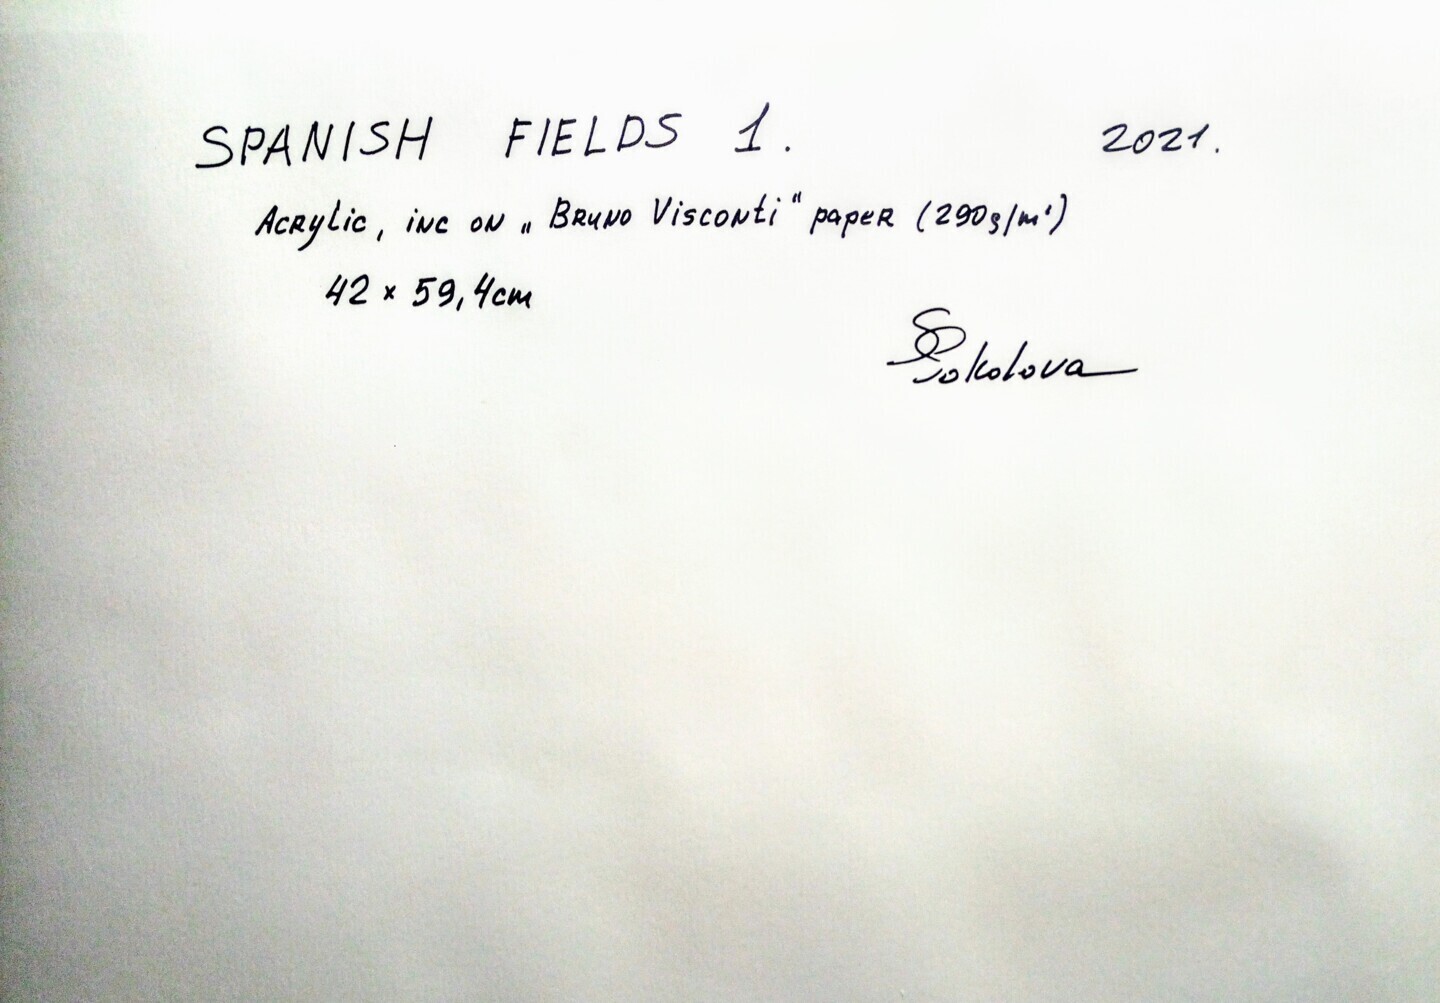 SPANISH FIELDS 1. 2021.
Acrylic, inc on „Bruno Visconti“ paper (290g/m²)
42 × 59,4cm
Sokolova